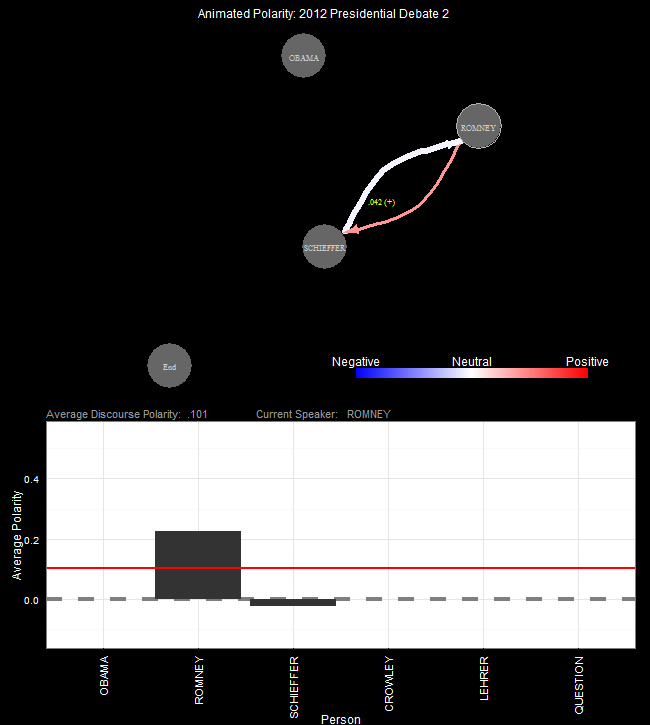 Animated Polarity: 2012 Presidential Debate 2
OBAMA
ROMNEY
.042 (+)
SCHIEFFER
End
Negative Neutral Positive
Average Discourse Polarity: .101 Current Speaker: ROMNEY
Average Polarity
0.4
0.2
0.0
OBAMA
ROMNEY
SCHIEFFER
CROWLEY
LEHRER
QUESTION
Person